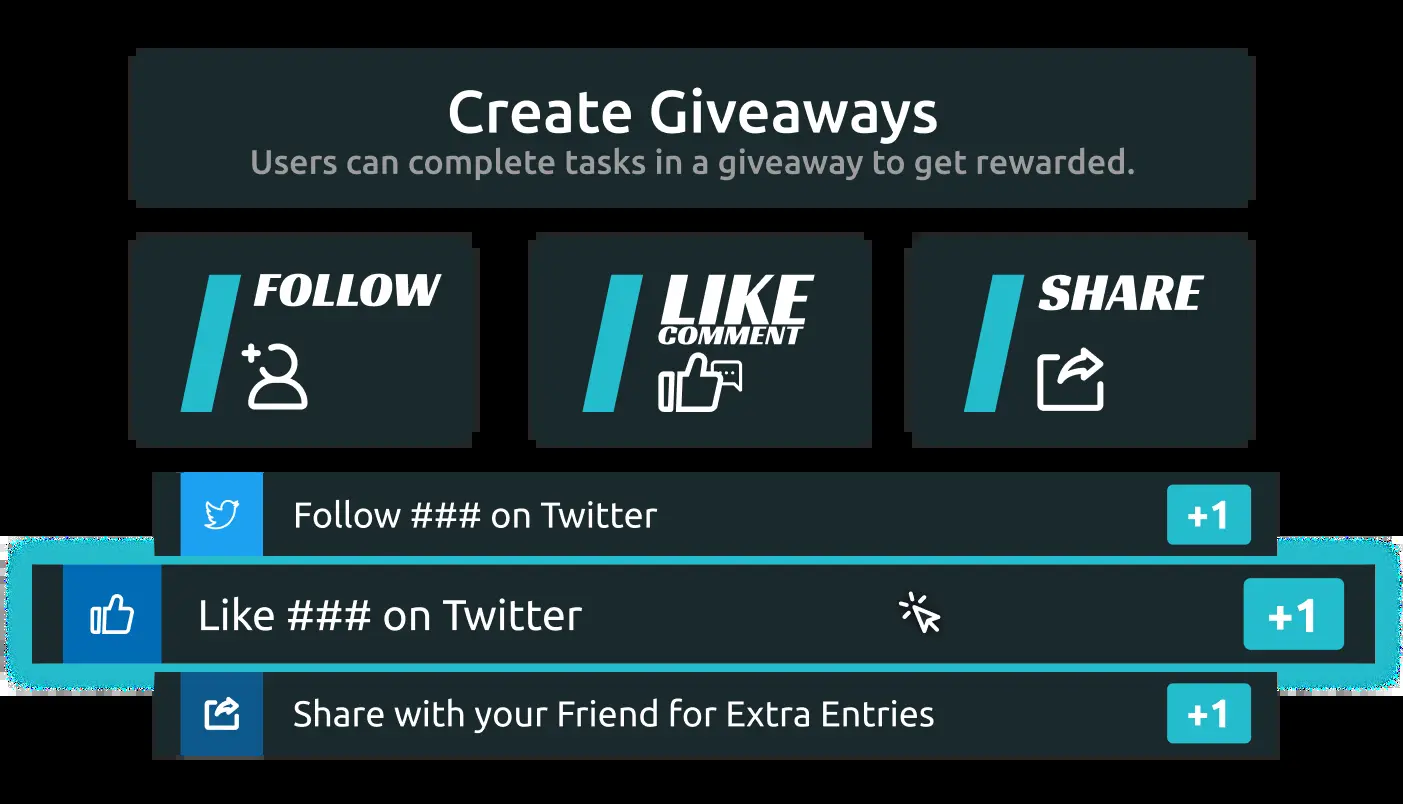 Create Giveaways
Users can complete tasks in a giveaway to get rewarded.
FOLLOW
LIKE
COMMENT
SHARE
Follow ### on Twitter
+1
Like ### on Twitter
+1
Share with your Friend for Extra Entries
+1